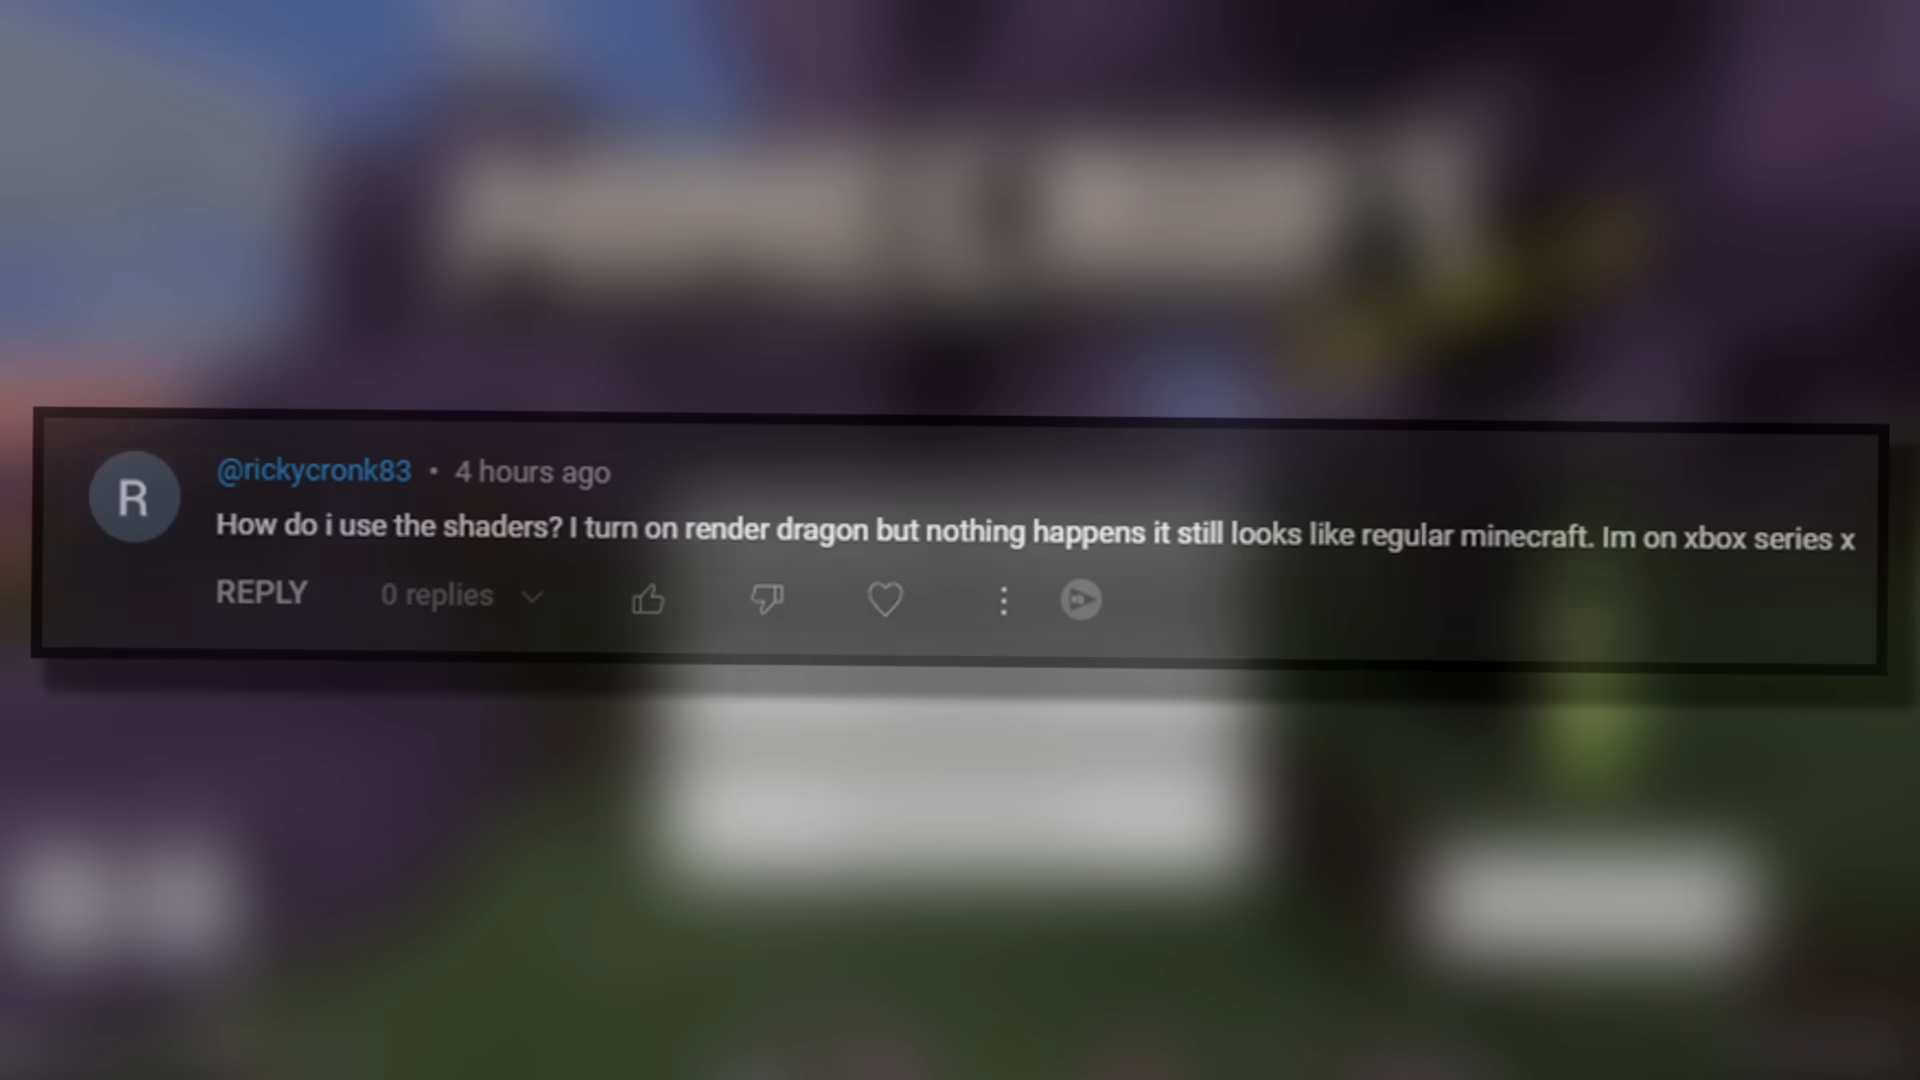 R
@rickycronk83 • 4 hours ago
How do i use the shaders? I turn on render dragon but nothing happens it still looks like regular minecraft. Im on xbox series x
REPLY 0 replies